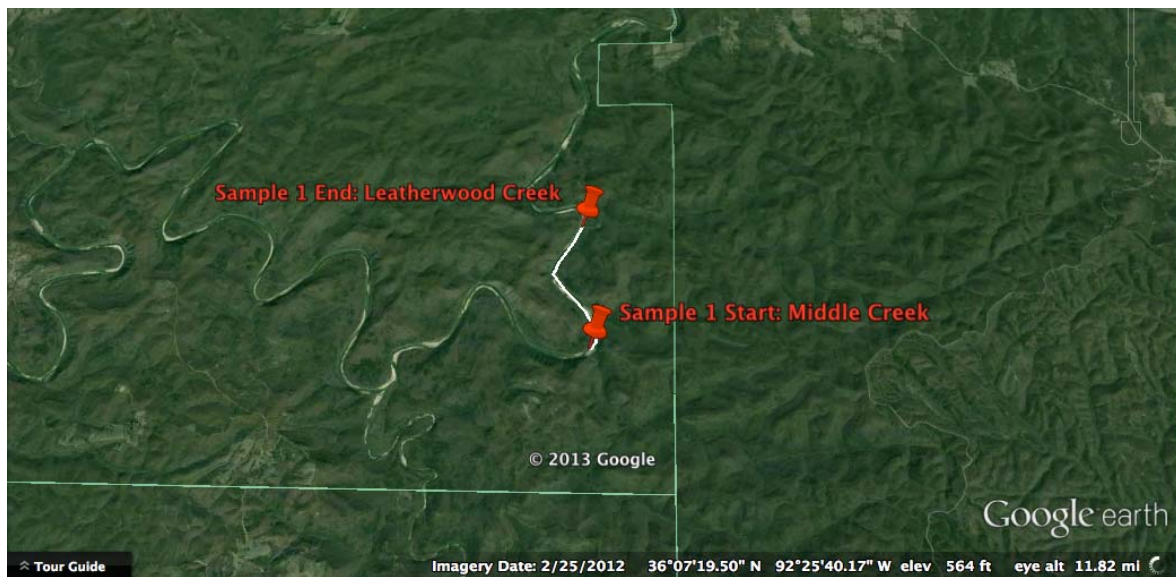 Sample 1 End: Leatherwood Creek
Sample 1 Start: Middle Creek
© 2013 Google
Google earth
Tour Guide
Imagery Date: 2/25/2012 36°07'19.50" N 92°25'40.17" W elev 564 ft eye alt 11.82 mi